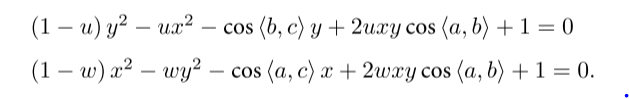 (1 − u) y² − ux² − cos ⟨b, c⟩ y + 2uxy cos ⟨a, b⟩ + 1 = 0
(1 − w) x² − wy² − cos ⟨a, c⟩ x + 2wxy cos ⟨a, b⟩ + 1 = 0.